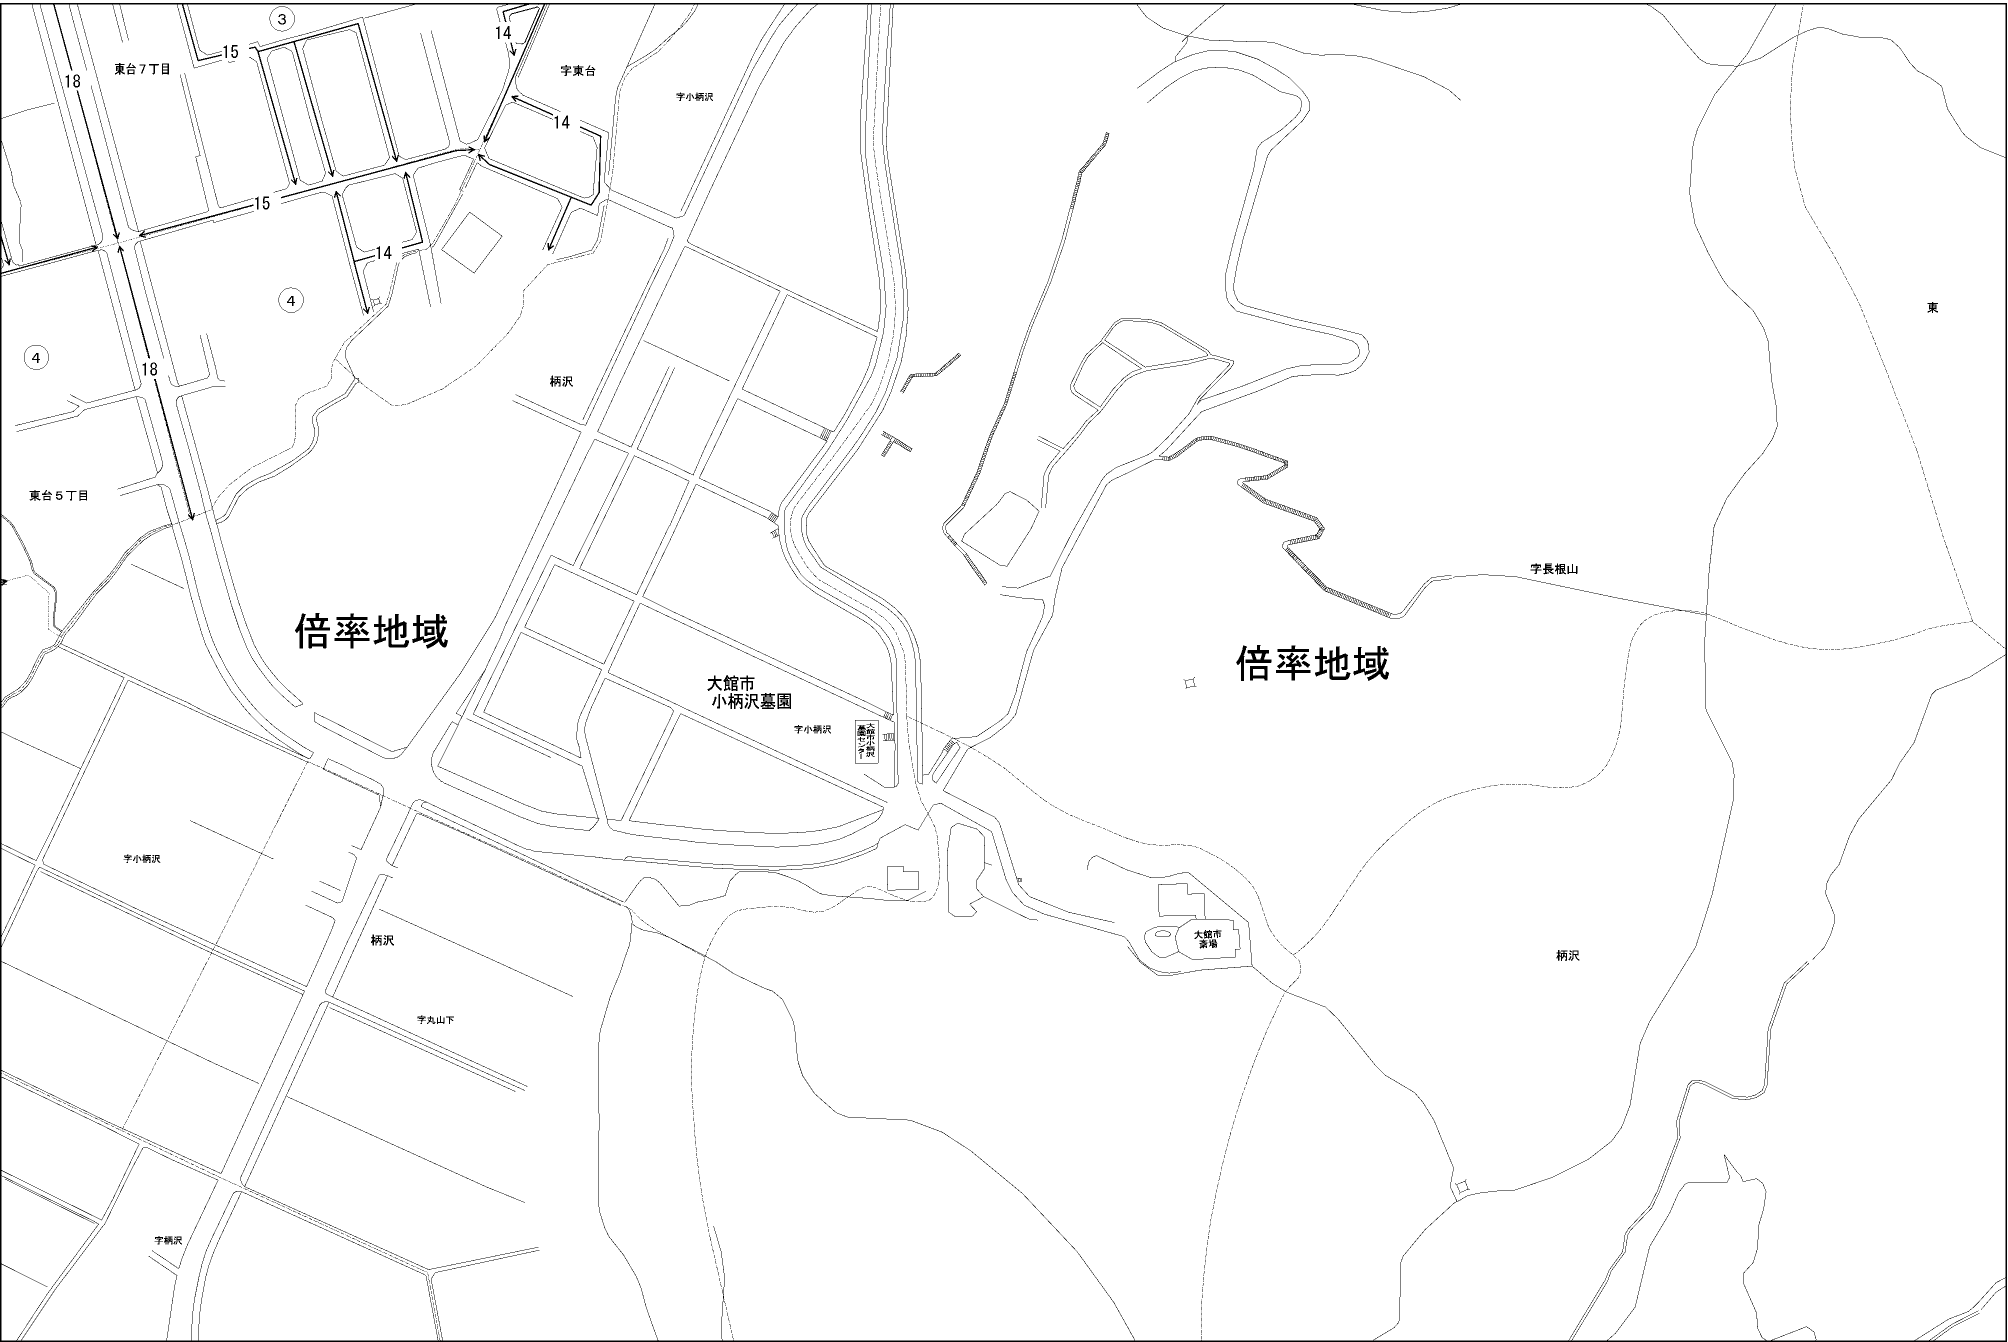 3
14
15
東台７丁目
18
字東台
字小柄沢
14
15
14
4
4
18
東
柄沢
東台５丁目
字長根山
倍率地域
倍率地域
大館市
小柄沢墓園
字小柄沢
大館市小柄沢
墓園センター
字小柄沢
大館市
斎場
柄沢
柄沢
字丸山下
字柄沢